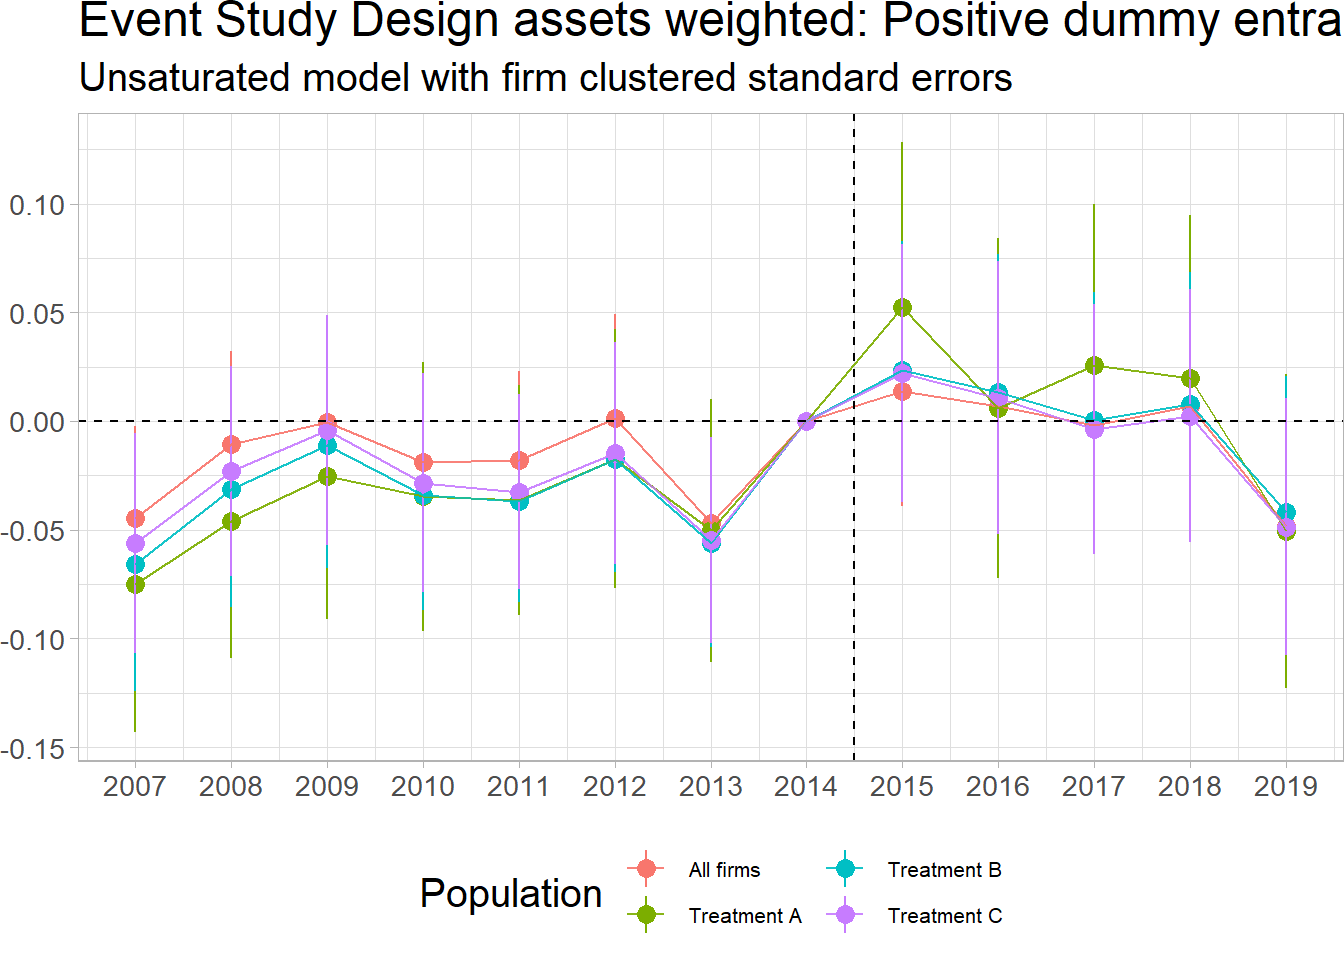 Event Study Design assets weighted: Positive dummy entra
Unsaturated model with firm clustered standard errors
0.10
0.05
0.00
-0.05
-0.10
-0.15
2007 2008 2009 2010 2011 2012 2013 2014 2015 2016 2017 2018 2019
Population
All firms
Treatment A
Treatment B
Treatment C